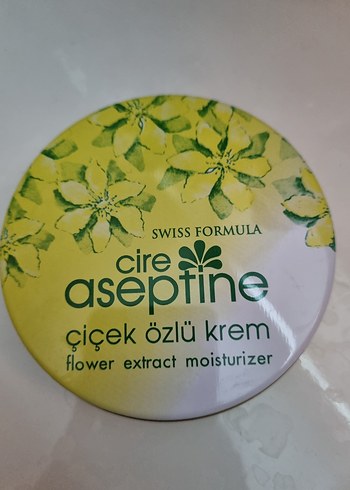 SWISS FORMULA
cire
aseptine
çiçek özlü krem
flower extract moisturizer